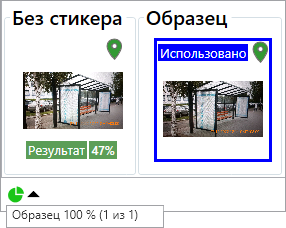 Без стикера
Образец
Использовано
Результат 47%
Образец 100 % (1 из 1)